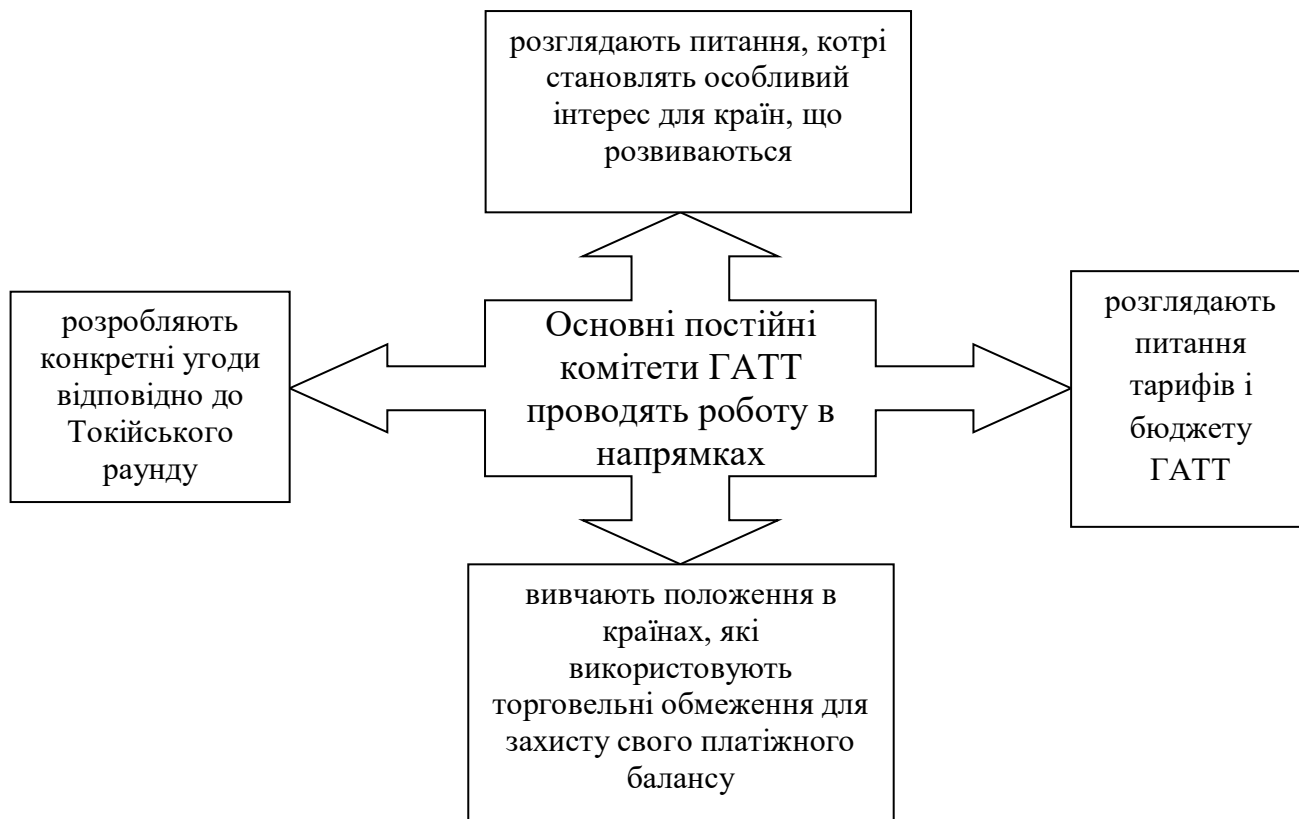 розглядають питання, котрі
становлять особливий
інтерес для країн, що
розвиваються
розробляють
конкретні угоди
відповідно до
Токійського
раунду
Основні постійні
комітети ГАТТ
проводять роботу в
напрямках
розглядають
питання
тарифів і
бюджету
ГАТТ
вивчають положення в
країнах, які
використовують
торговельні обмеження для
захисту свого платіжного
балансу